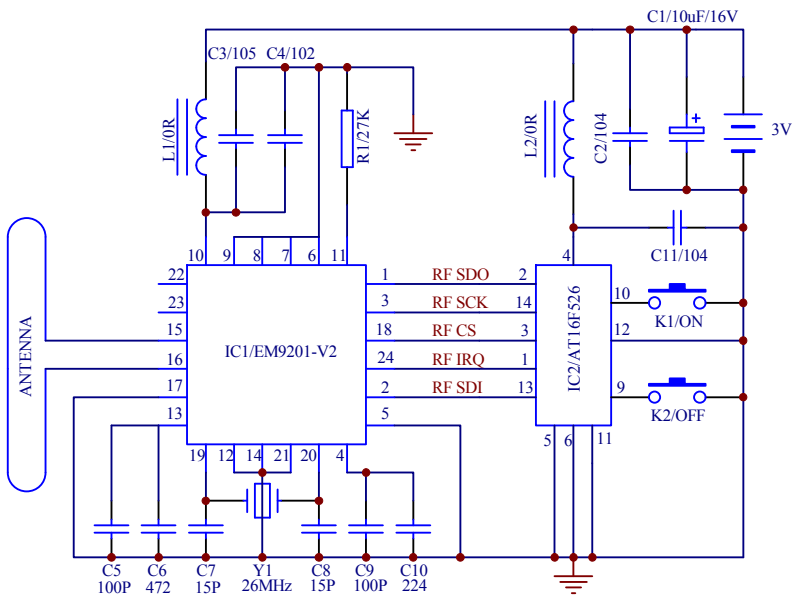 C1/10uF/16V
C3/105 C4/102
L1/0R
R1/27K
L2/0R
C2/104
+
3V
10 9 8 7 6 11
4
C11/104
22
23
15
16
17
13
1 RF SDO 2
3 RF SCK 14
18 RF CS 3
24 RF IRQ 1
2 RF SDI 13
5
IC1/EM9201-V2
IC2/AT16F526
10
K1/ON
12
9
K2/OFF
ANTENNA
19 12 14 21 20 4
5 6 11
C5
100P
C6
472
C7
15P
Y1
26MHz
C8
15P
C9
100P
C10
224